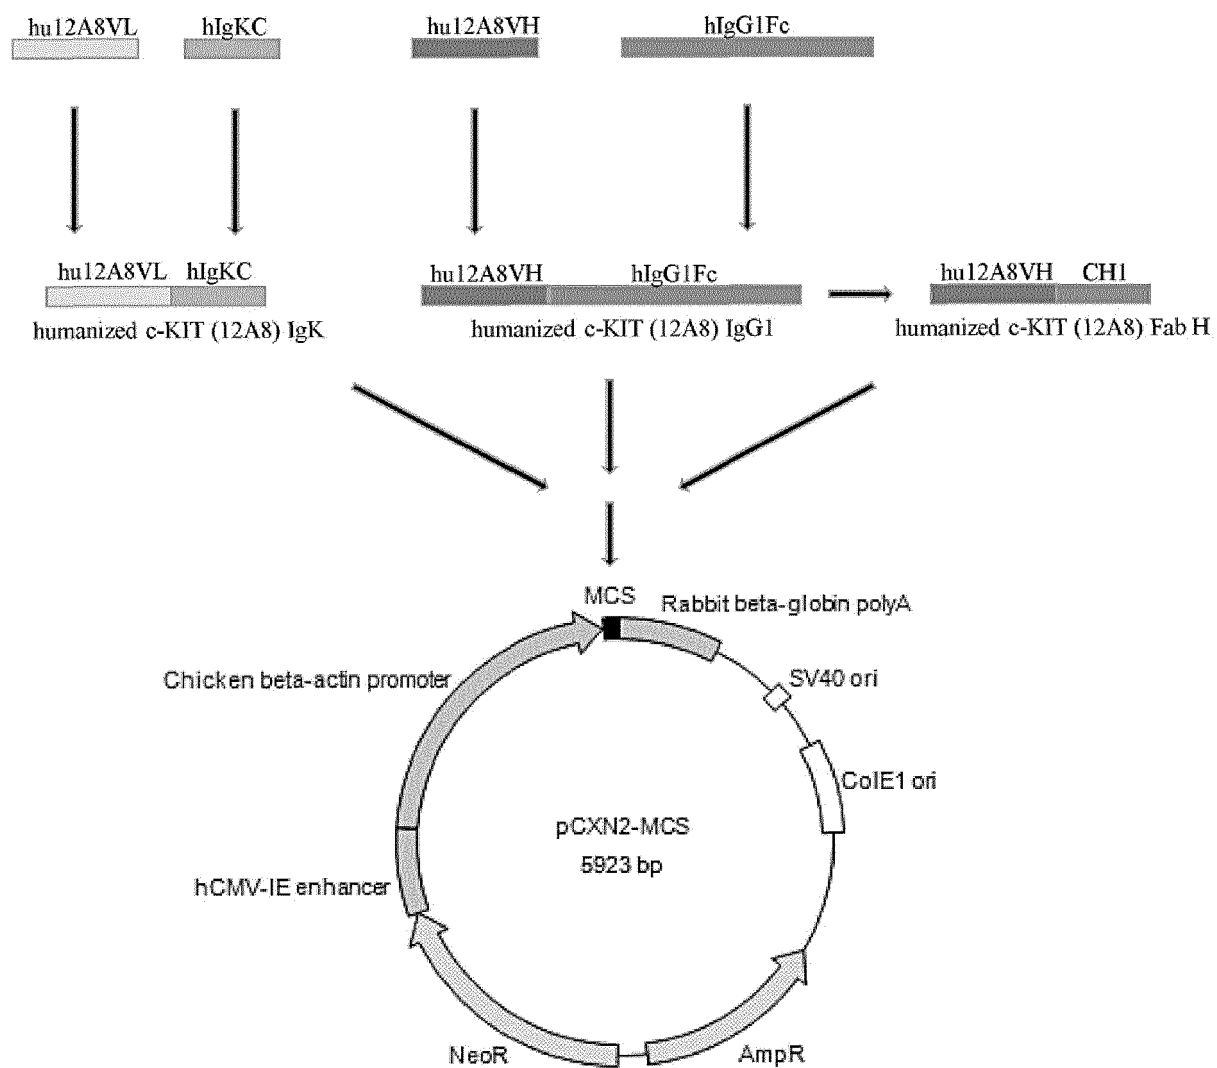 hu12A8VL
hIgKC
hu12A8VH
hIgG1Fc
hu12A8VL hIgKC
hu12A8VH hIgG1Fc
hu12A8VH CH1
humanized c-KIT (12A8) IgK
humanized c-KIT (12A8) IgG1
humanized c-KIT (12A8) Fab H
MCS
Rabbit beta-globin polyA
Chicken beta-actin promoter
SV40 ori
ColE1 ori
pCXN2-MCS
5923 bp
hCMV-IE enhancer
NeoR
AmpR